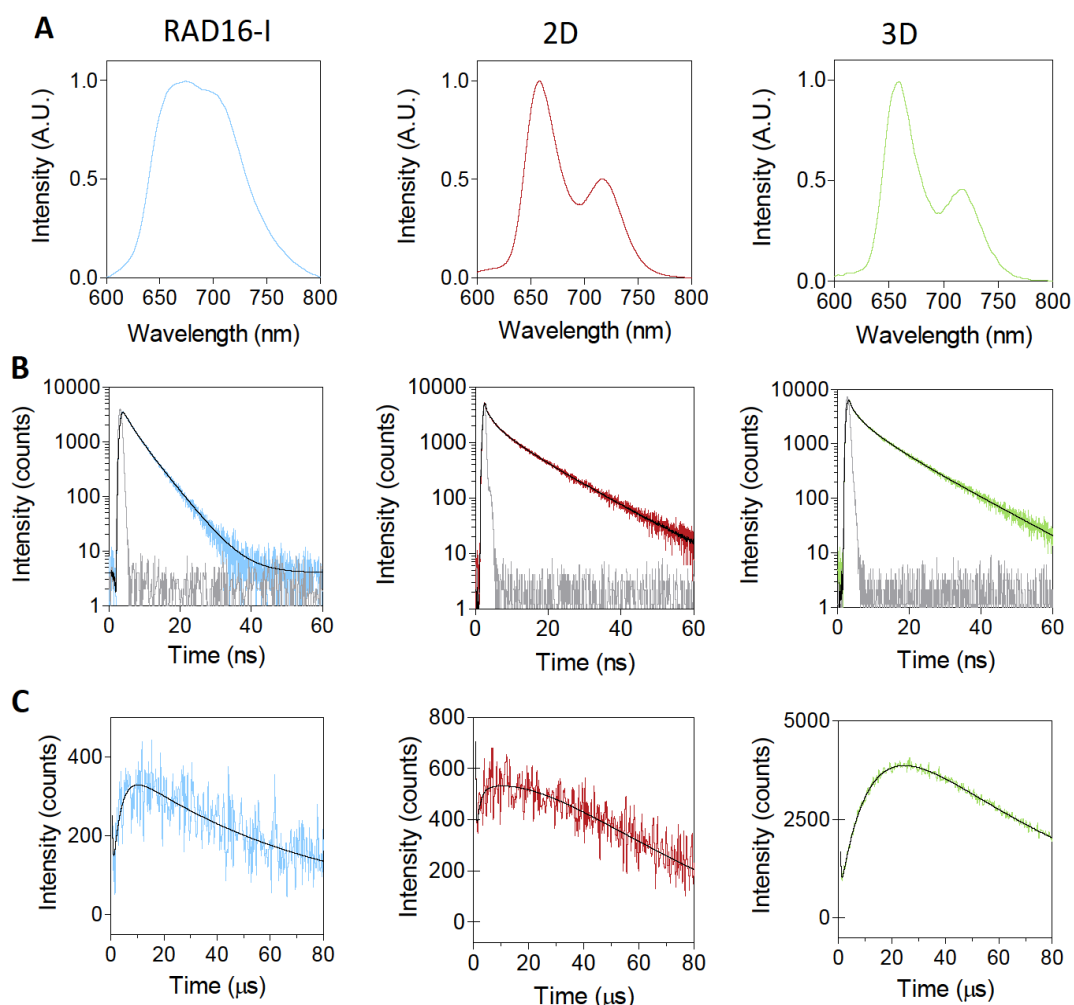 A
RAD16-I
2D
3D
Intensity (A.U.)
1.0
0.5
0.0
600 650 700 750 800
Wavelength (nm)
Intensity (A.U.)
1.0
0.5
0.0
600 650 700 750 800
Wavelength (nm)
Intensity (A.U.)
1.0
0.5
0.0
600 650 700 750 800
Wavelength (nm)
B
Intensity (counts)
10000
1000
100
10
1
0 20 40 60
Time (ns)
Intensity (counts)
10000
1000
100
10
1
0 20 40 60
Time (ns)
Intensity (counts)
10000
1000
100
10
1
0 20 40 60
Time (ns)
C
Intensity (counts)
400
200
0
0 20 40 60 80
Time (µs)
Intensity (counts)
800
600
400
200
0
0 20 40 60 80
Time (µs)
Intensity (counts)
5000
2500
0
0 20 40 60 80
Time (µs)